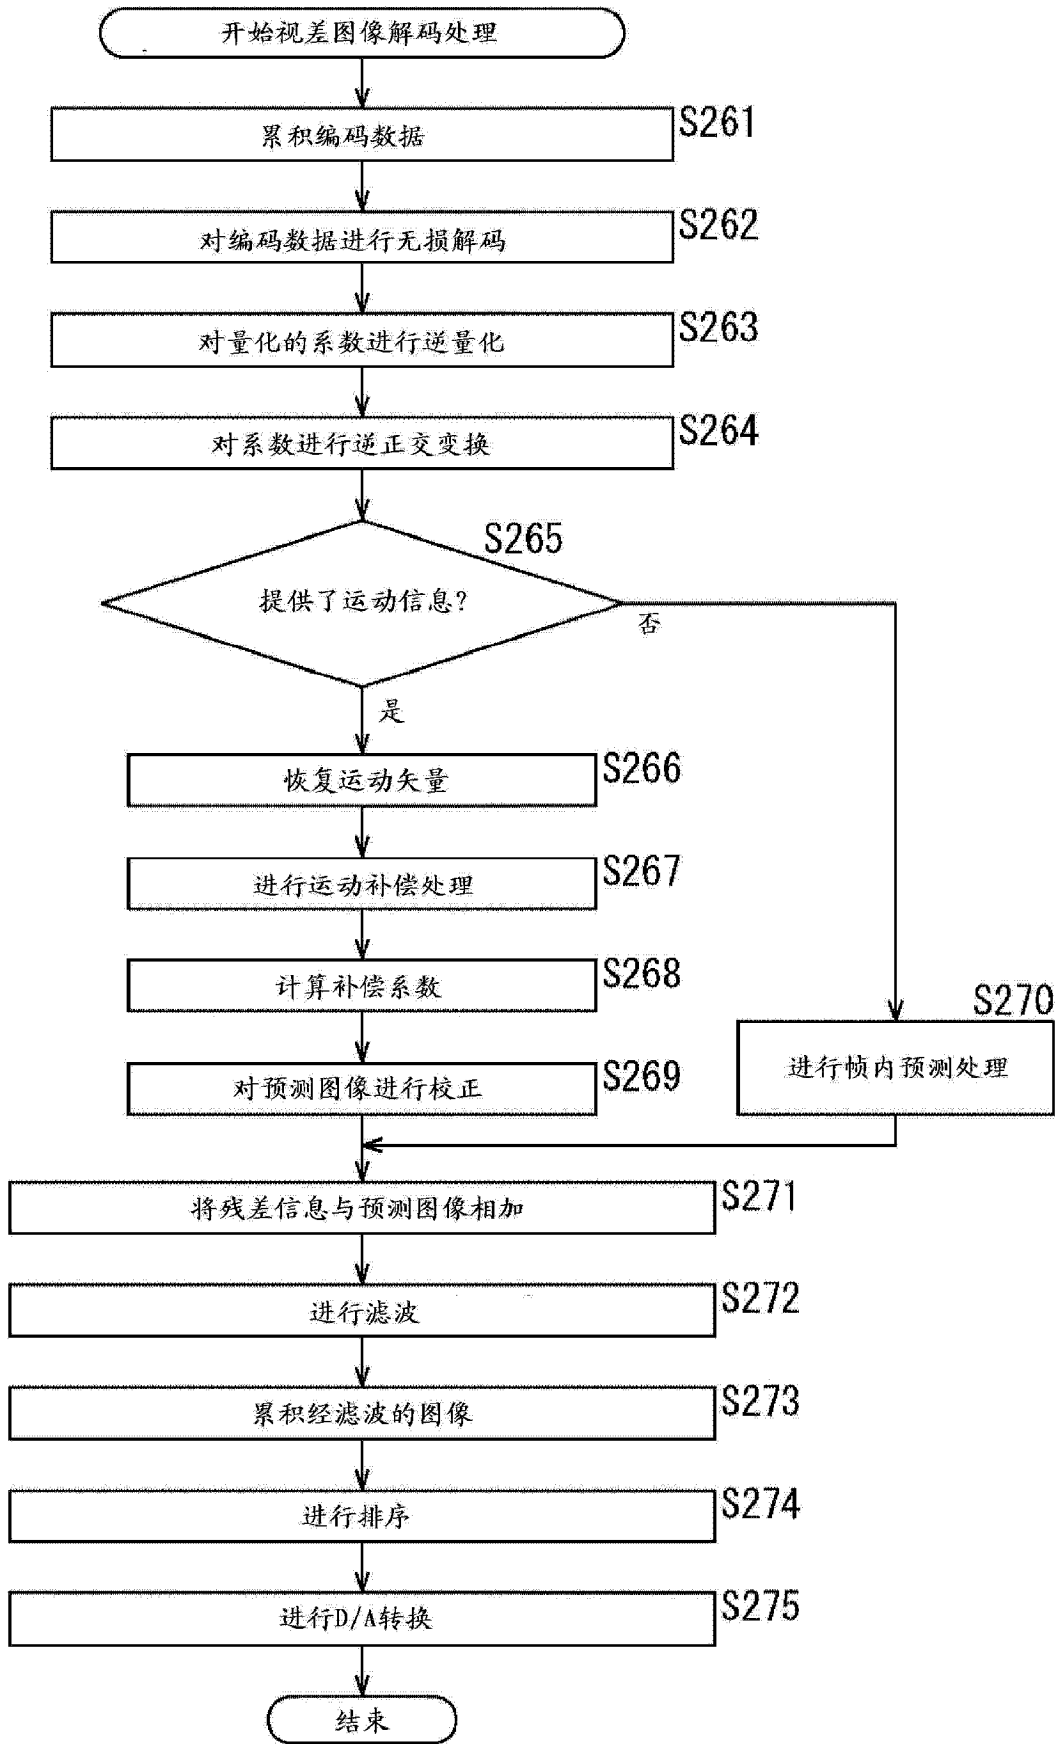 开始视差图像解码处理
S261
累积编码数据
S262
对编码数据进行无损解码
S263
对量化的系数进行逆量化
S264
对系数进行逆正交变换
S265
提供了运动信息？
否
是
S266
恢复运动矢量
S267
进行运动补偿处理
S268
计算补偿系数
S269
对预测图像进行校正
S270
进行帧内预测处理
S271
将残差信息与预测图像相加
S272
进行滤波
S273
累积经滤波的图像
S274
进行排序
S275
进行D/A转换
结束